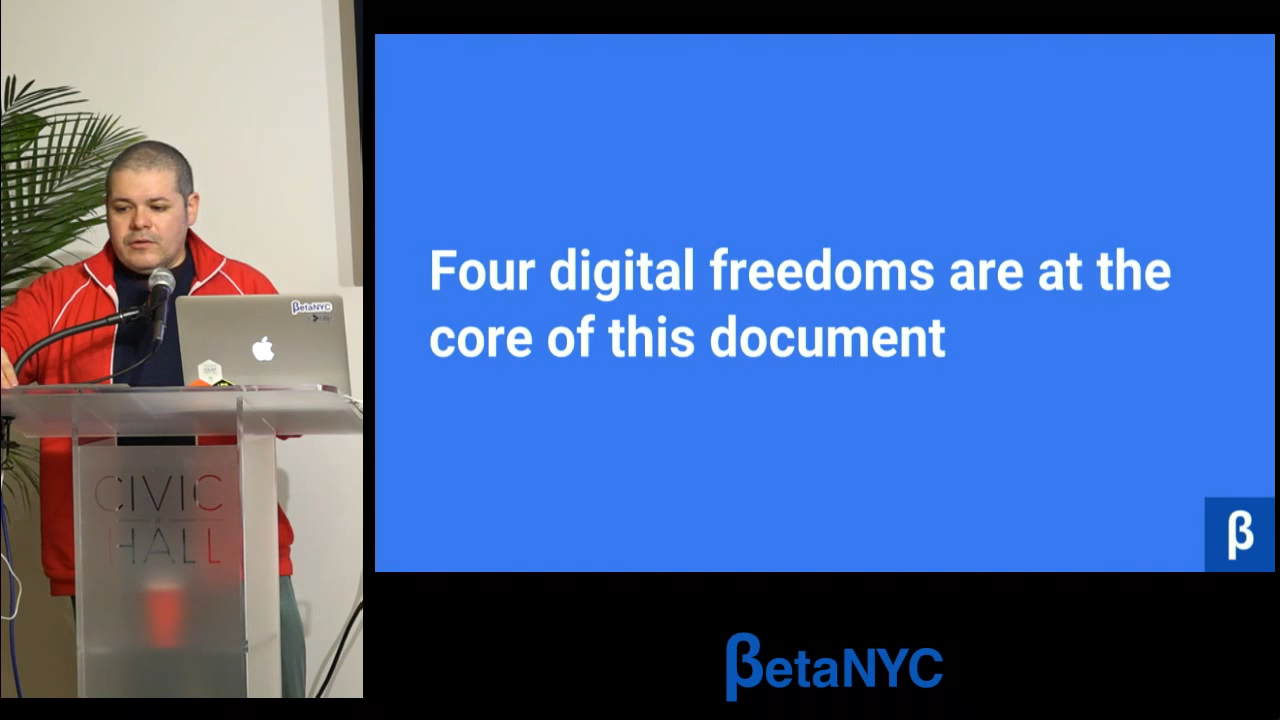 Four digital freedoms are at the
core of this document
β
βetaNYC
βetaNYC
CIVIC
HALL